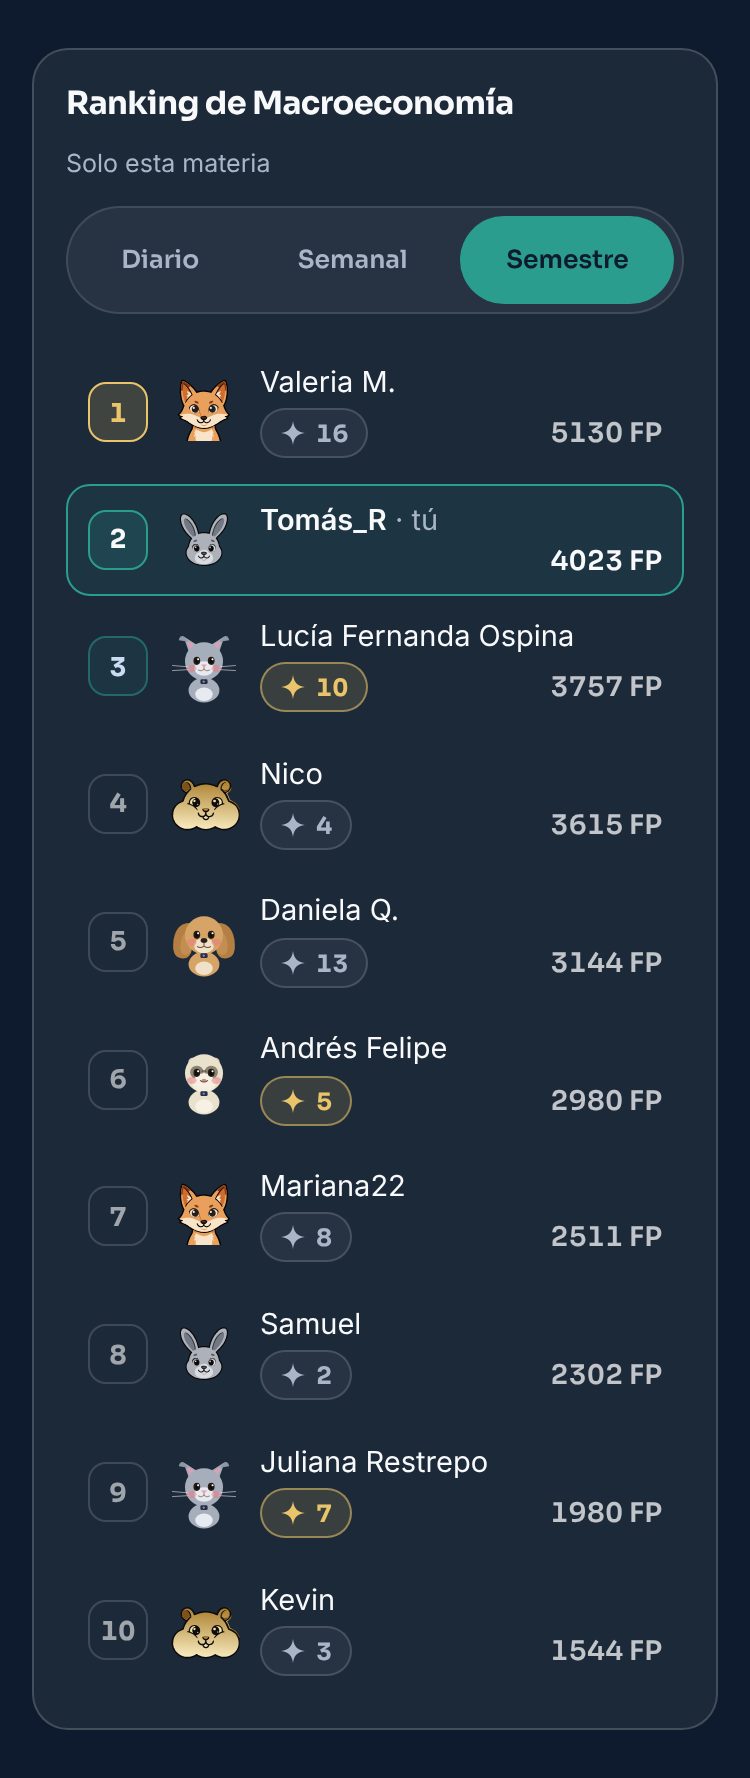 Ranking de Macroeconomía
Solo esta materia
Diario Semanal Semestre
1 Valeria M.
16 5130 FP
2 Tomás_R · tú
4023 FP
3 Lucía Fernanda Ospina
10 3757 FP
4 Nico
4 3615 FP
5 Daniela Q.
13 3144 FP
6 Andrés Felipe
5 2980 FP
7 Mariana22
8 2511 FP
8 Samuel
2 2302 FP
9 Juliana Restrepo
7 1980 FP
10 Kevin
3 1544 FP